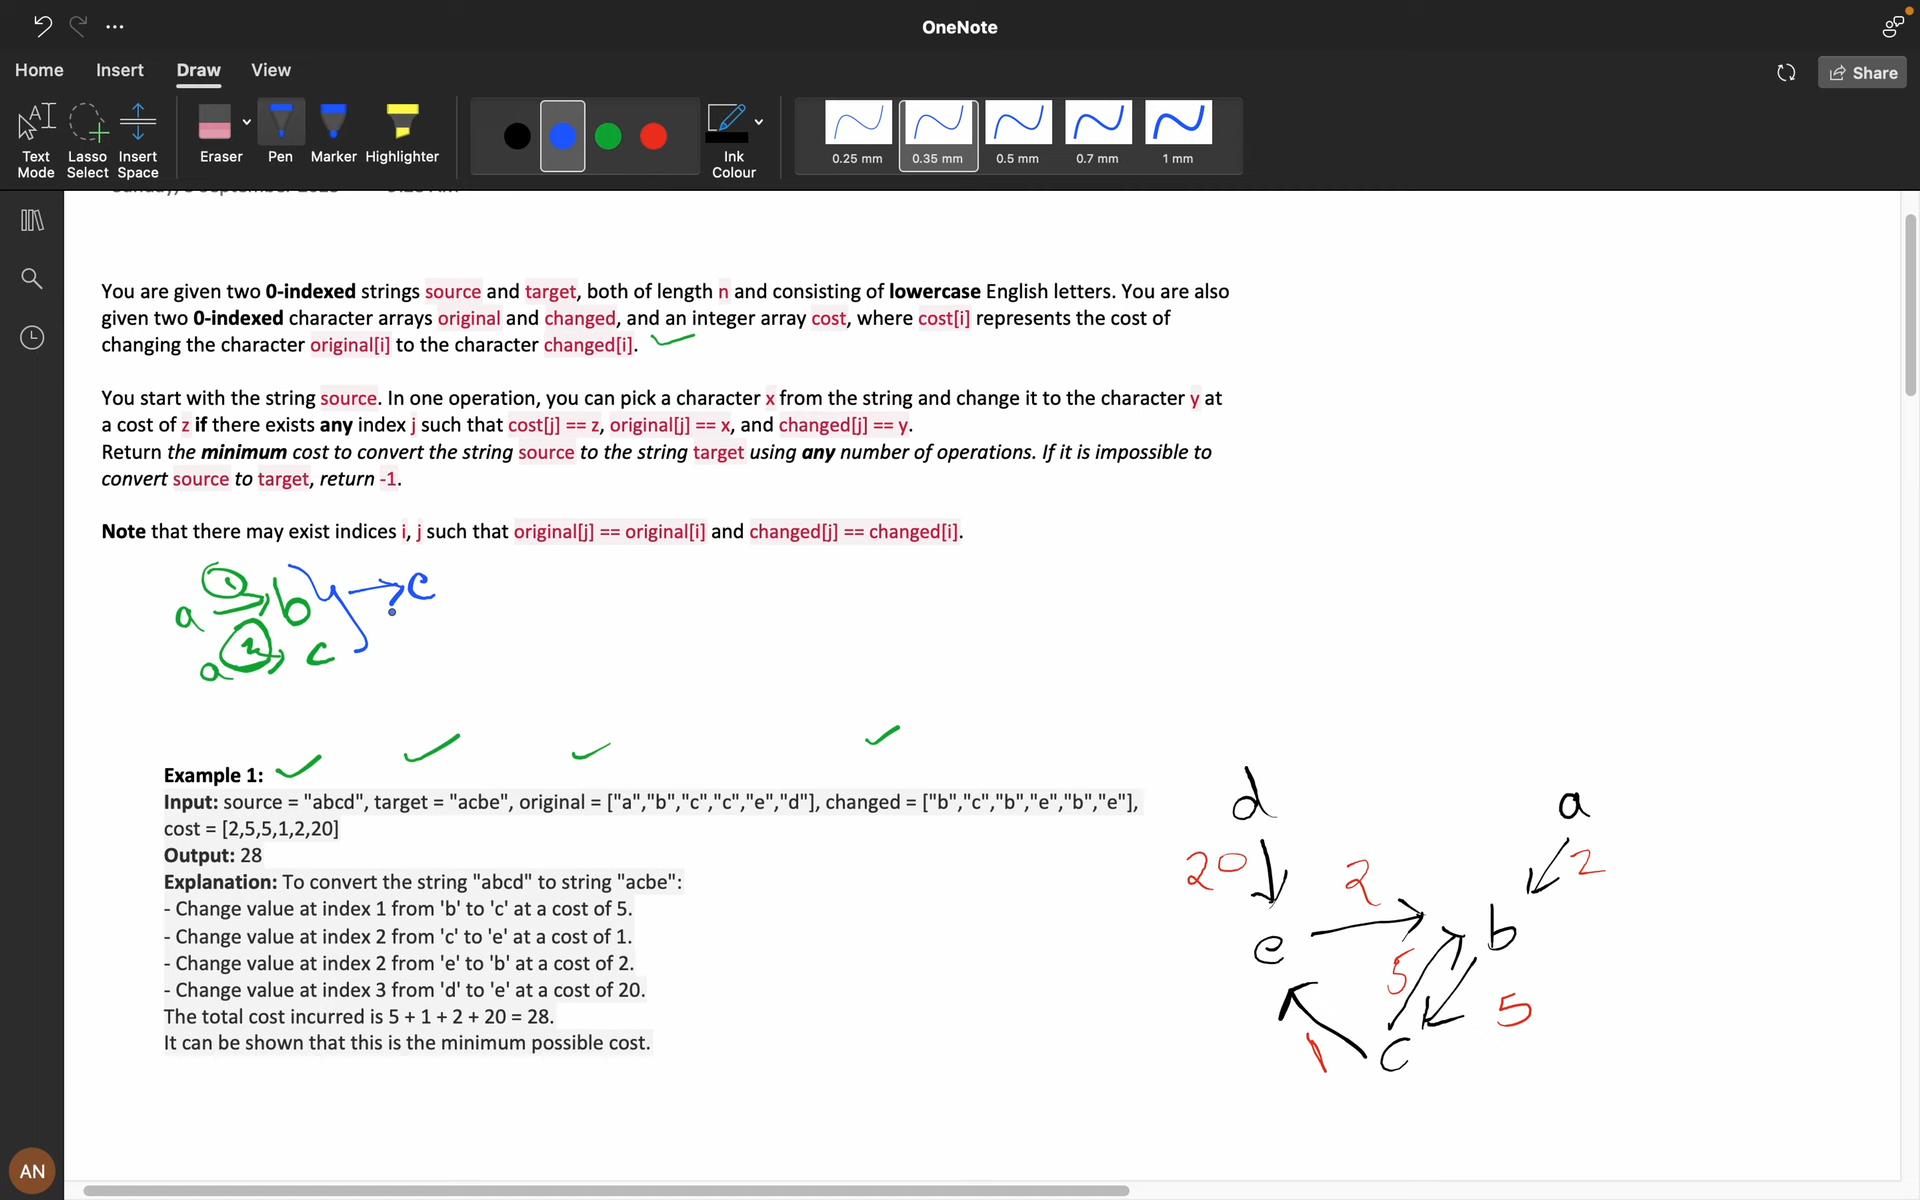 OneNote
Home Insert Draw View
Share
Text Mode
Lasso Select
Insert Space
Eraser
Pen
Marker
Highlighter
Ink Colour
0.25 mm
0.35 mm
0.5 mm
0.7 mm
1 mm
You are given two 0-indexed strings source and target, both of length n and consisting of lowercase English letters. You are also
given two 0-indexed character arrays original and changed, and an integer array cost, where cost[i] represents the cost of
changing the character original[i] to the character changed[i].
You start with the string source. In one operation, you can pick a character x from the string and change it to the character y at
a cost of z if there exists any index j such that cost[j] == z, original[j] == x, and changed[j] == y.
Return the minimum cost to convert the string source to the string target using any number of operations. If it is impossible to
convert source to target, return -1.
Note that there may exist indices i, j such that original[j] == original[i] and changed[j] == changed[i].
1
a b c
2
a c
Example 1:
Input: source = "abcd", target = "acbe", original = ["a","b","c","c","e","d"], changed = ["b","c","b","e","b","e"],
cost = [2,5,5,1,2,20]
Output: 28
Explanation: To convert the string "abcd" to string "acbe":
- Change value at index 1 from 'b' to 'c' at a cost of 5.
- Change value at index 2 from 'c' to 'e' at a cost of 1.
- Change value at index 2 from 'e' to 'b' at a cost of 2.
- Change value at index 3 from 'd' to 'e' at a cost of 20.
The total cost incurred is 5 + 1 + 2 + 20 = 28.
It can be shown that this is the minimum possible cost.
d a
20 2 2
e b
5 5
1 c
AN